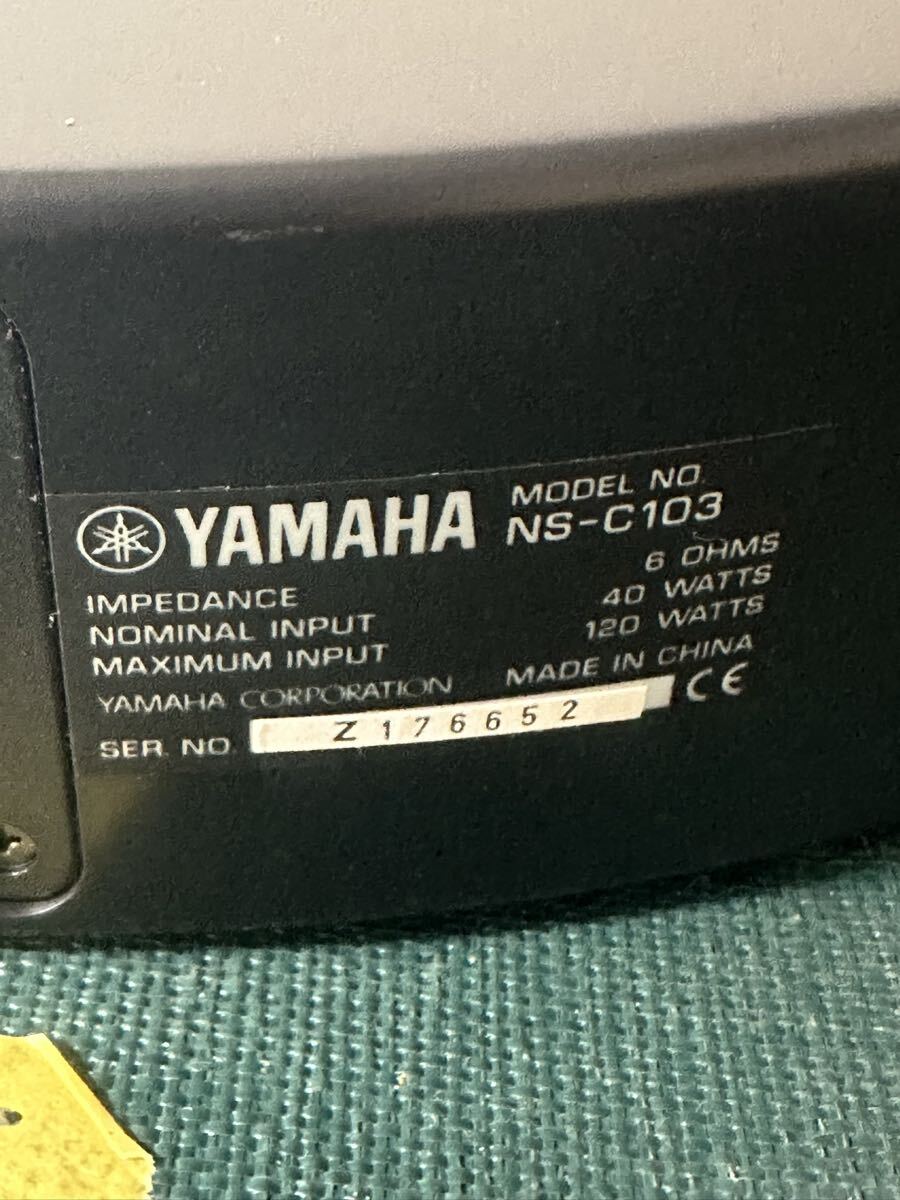 YAMAHA MODEL NO.
NS-C103
IMPEDANCE 6 OHMS
NOMINAL INPUT 40 WATTS
MAXIMUM INPUT 120 WATTS
YAMAHA CORPORATION MADE IN CHINA
SER. NO Z176652 CE